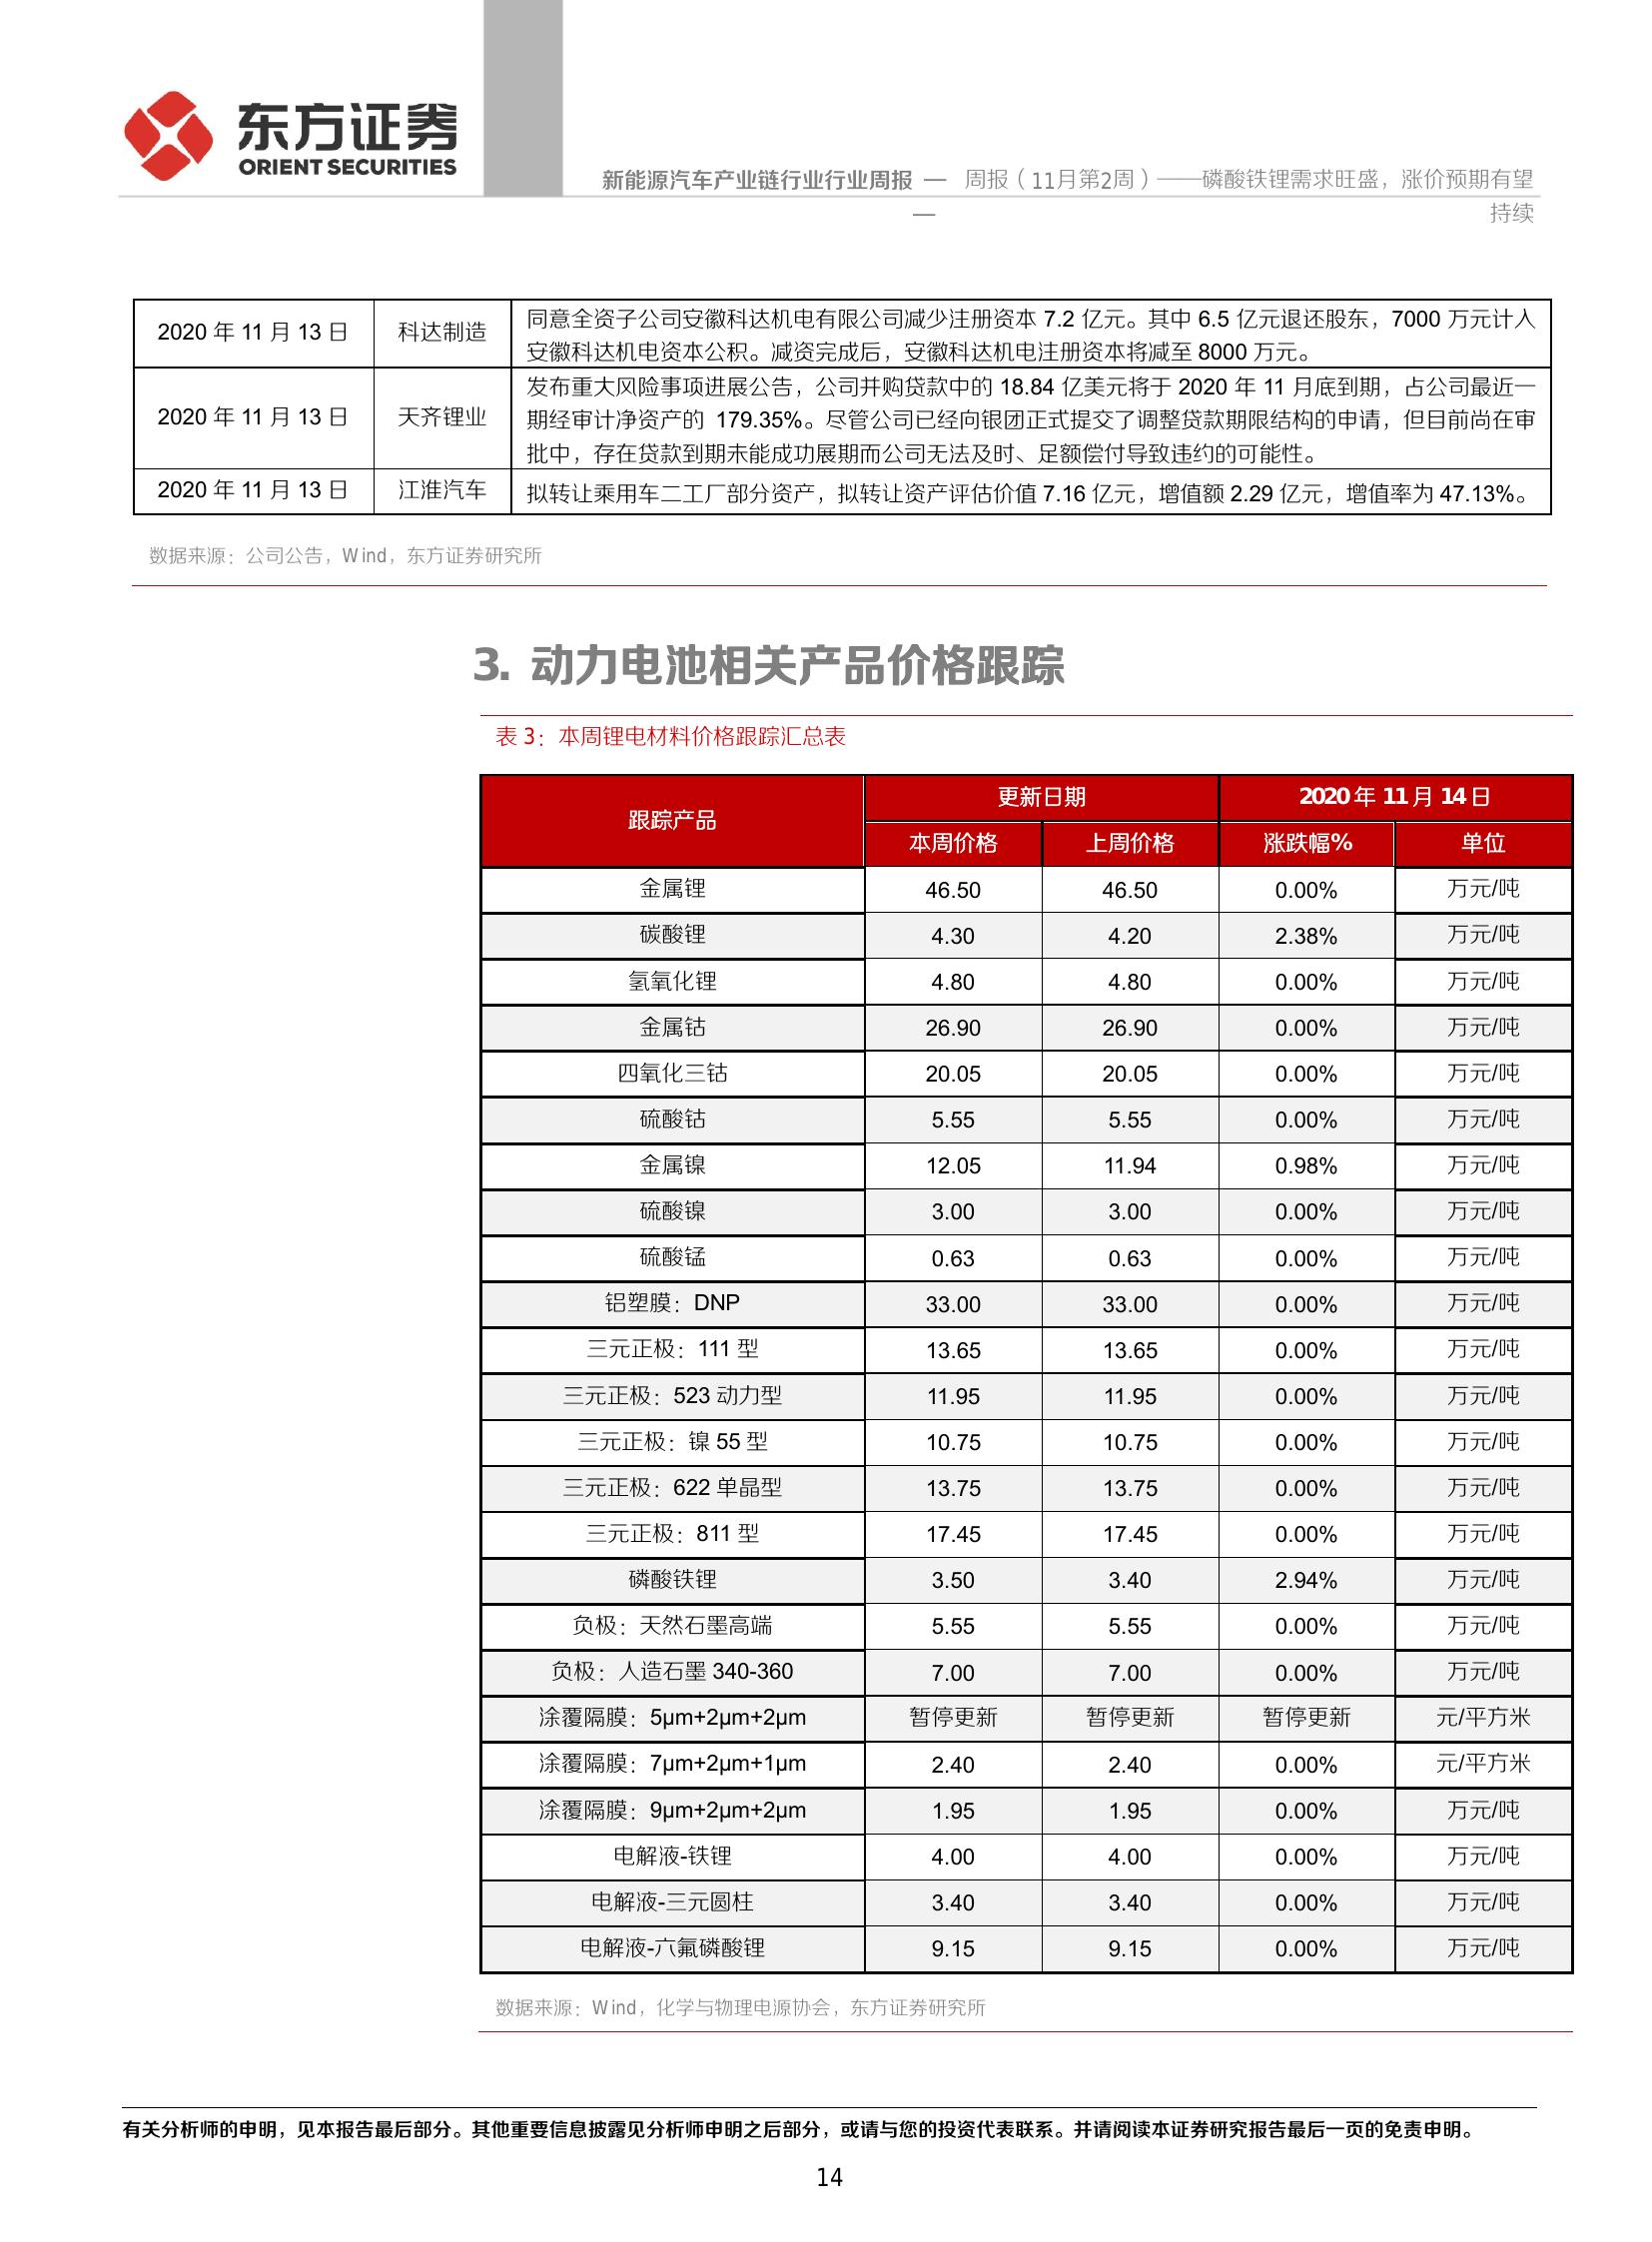 东方证券
ORIENT SECURITIES
新能源汽车产业链行业行业周报 — 周报（11月第2周）——磷酸铁锂需求旺盛，涨价预期有望
— 持续
2020 年 11 月 13 日 科达制造 同意全资子公司安徽科达机电有限公司减少注册资本 7.2 亿元。其中 6.5 亿元退还股东，7000 万元计入
安徽科达机电资本公积。减资完成后，安徽科达机电注册资本将减至 8000 万元。
2020 年 11 月 13 日 天齐锂业 发布重大风险事项进展公告，公司并购贷款中的 18.84 亿美元将于 2020 年 11 月底到期，占公司最近一
期经审计净资产的 179.35%。尽管公司已经向银团正式提交了调整贷款期限结构的申请，但目前尚在审
批中，存在贷款到期未能成功展期而公司无法及时、足额偿付导致违约的可能性。
2020 年 11 月 13 日 江淮汽车 拟转让乘用车二工厂部分资产，拟转让资产评估价值 7.16 亿元，增值额 2.29 亿元，增值率为 47.13%。
数据来源：公司公告，Wind，东方证券研究所
3. 动力电池相关产品价格跟踪
表 3：本周锂电材料价格跟踪汇总表
跟踪产品 更新日期 2020 年 11 月 14 日
本周价格 上周价格 涨跌幅% 单位
金属锂 46.50 46.50 0.00% 万元/吨
碳酸锂 4.30 4.20 2.38% 万元/吨
氢氧化锂 4.80 4.80 0.00% 万元/吨
金属钴 26.90 26.90 0.00% 万元/吨
四氧化三钴 20.05 20.05 0.00% 万元/吨
硫酸钴 5.55 5.55 0.00% 万元/吨
金属镍 12.05 11.94 0.98% 万元/吨
硫酸镍 3.00 3.00 0.00% 万元/吨
硫酸锰 0.63 0.63 0.00% 万元/吨
铝塑膜：DNP 33.00 33.00 0.00% 万元/吨
三元正极：111 型 13.65 13.65 0.00% 万元/吨
三元正极：523 动力型 11.95 11.95 0.00% 万元/吨
三元正极：镍 55 型 10.75 10.75 0.00% 万元/吨
三元正极：622 单晶型 13.75 13.75 0.00% 万元/吨
三元正极：811 型 17.45 17.45 0.00% 万元/吨
磷酸铁锂 3.50 3.40 2.94% 万元/吨
负极：天然石墨高端 5.55 5.55 0.00% 万元/吨
负极：人造石墨 340-360 7.00 7.00 0.00% 万元/吨
涂覆隔膜：5μm+2μm+2μm 暂停更新 暂停更新 暂停更新 元/平方米
涂覆隔膜：7μm+2μm+1μm 2.40 2.40 0.00% 元/平方米
涂覆隔膜：9μm+2μm+2μm 1.95 1.95 0.00% 万元/吨
电解液-铁锂 4.00 4.00 0.00% 万元/吨
电解液-三元圆柱 3.40 3.40 0.00% 万元/吨
电解液-六氟磷酸锂 9.15 9.15 0.00% 万元/吨
数据来源：Wind，化学与物理电源协会，东方证券研究所
有关分析师的申明，见本报告最后部分。其他重要信息披露见分析师申明之后部分，或请与您的投资代表联系。并请阅读本证券研究报告最后一页的免责申明。
14